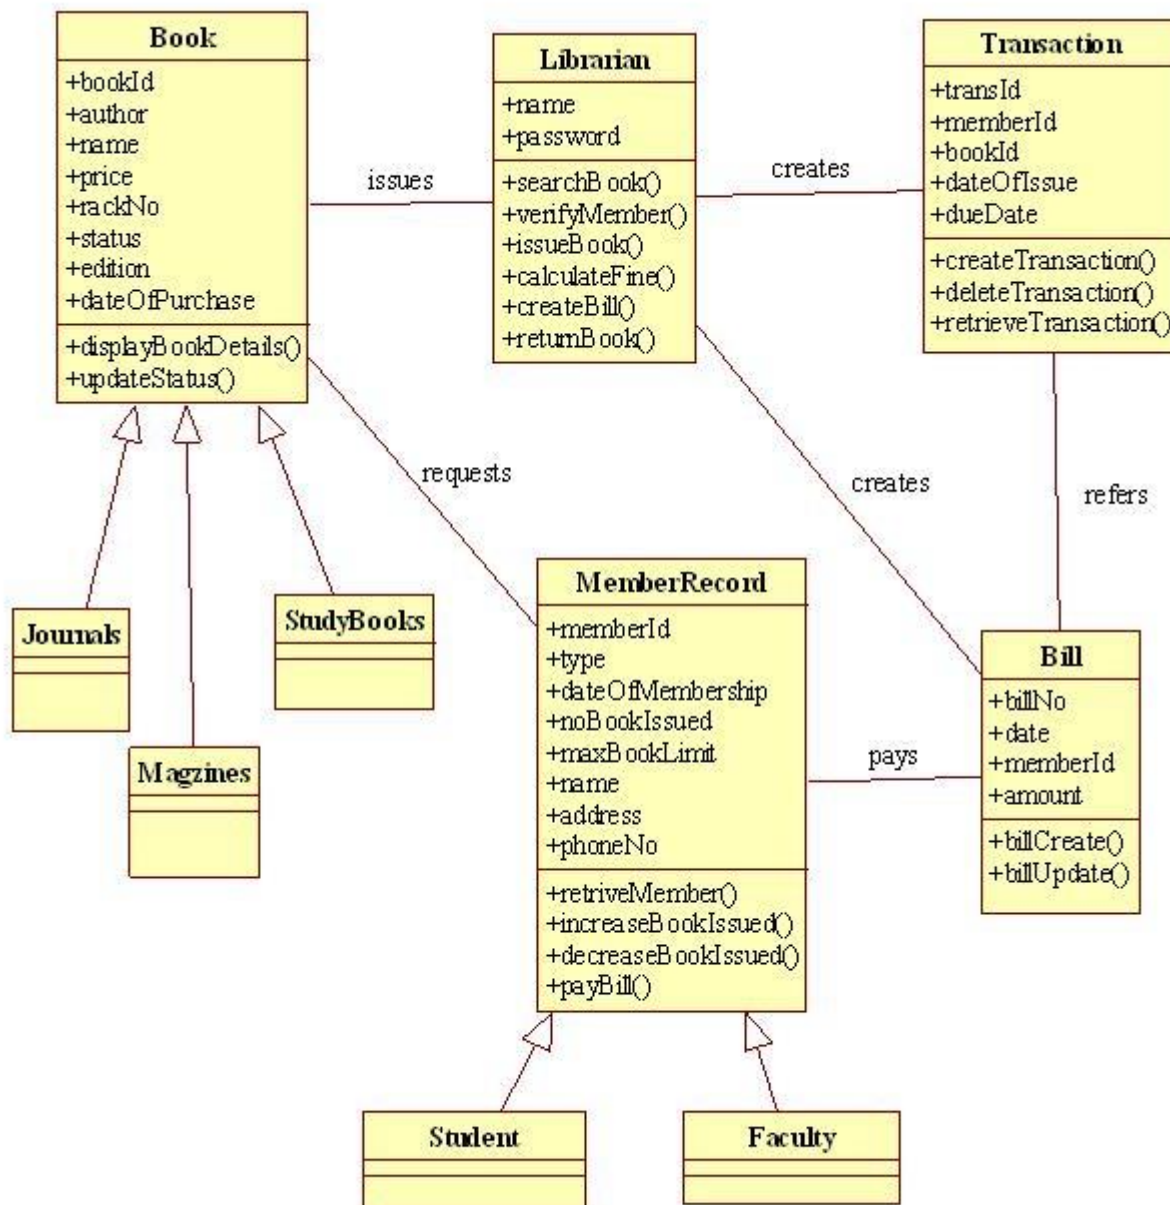 Book
+bookId
+author
+name
+price
+rackNo
+status
+edition
+dateOfPurchase
+displayBookDetails()
+updateStatus()
issues
Librarian
+name
+password
+searchBook()
+verifyMember()
+issueBook()
+calculateFine()
+createBill()
+returnBook()
creates
Transaction
+transId
+memberId
+bookId
+dateOfIssue
+dueDate
+createTransaction()
+deleteTransaction()
+retrieveTransaction()
requests
creates
refers
Journals
Magzines
StudyBooks
MemberRecord
+memberId
+type
+dateOfMembership
+noBookIssued
+maxBookLimit
+name
+address
+phoneNo
+retriveMember()
+increaseBookIssued()
+decreaseBookIssued()
+payBill()
pays
Bill
+billNo
+date
+memberId
+amount
+billCreate()
+billUpdate()
Student
Faculty